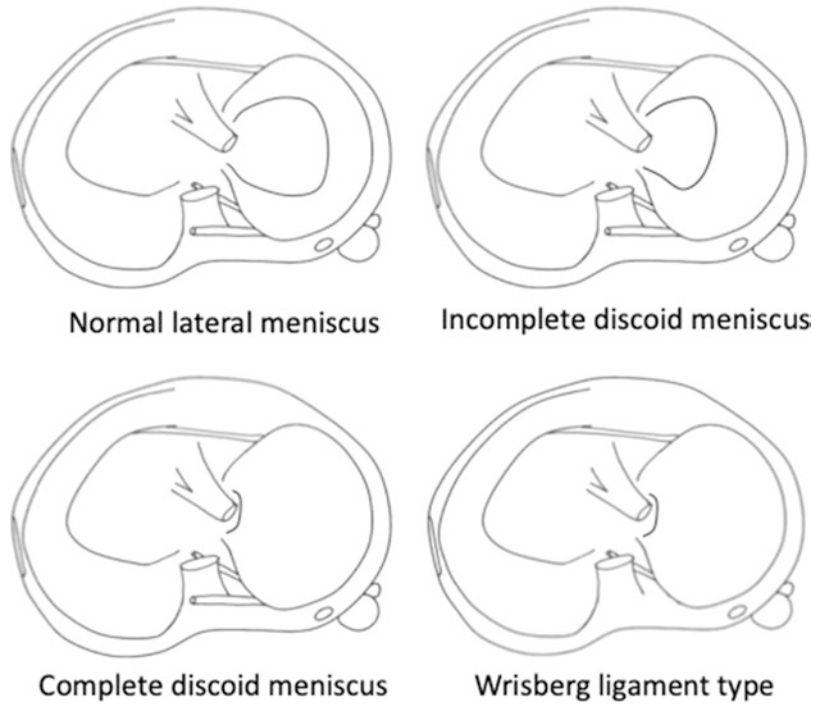 Normal lateral meniscus
Incomplete discoid meniscus
Complete discoid meniscus
Wrisberg ligament type